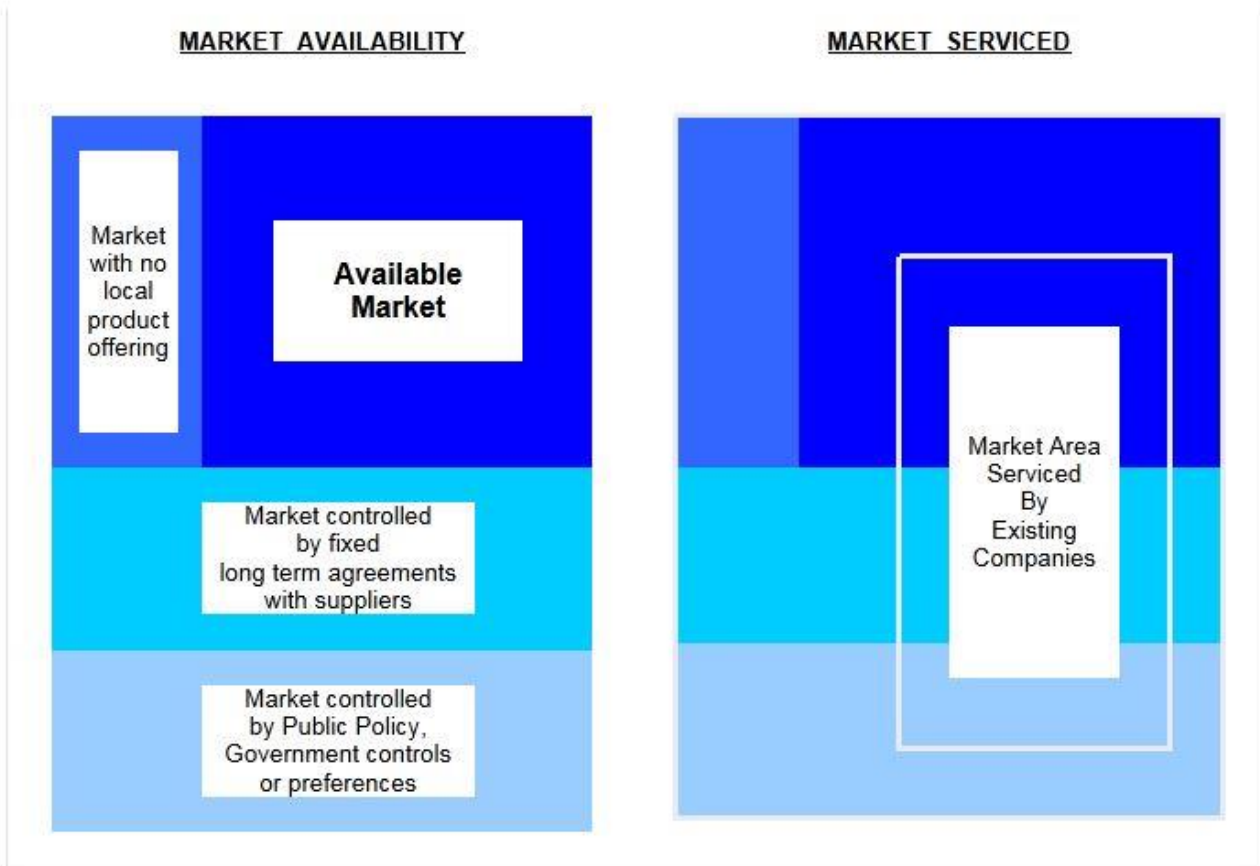 MARKET AVAILABILITY
Market
with no
local
product
offering
Available
Market
Market controlled
by fixed
long term agreements
with suppliers
Market controlled
by Public Policy,
Government controls
or preferences
MARKET SERVICED
Market Area
Serviced
By
Existing
Companies